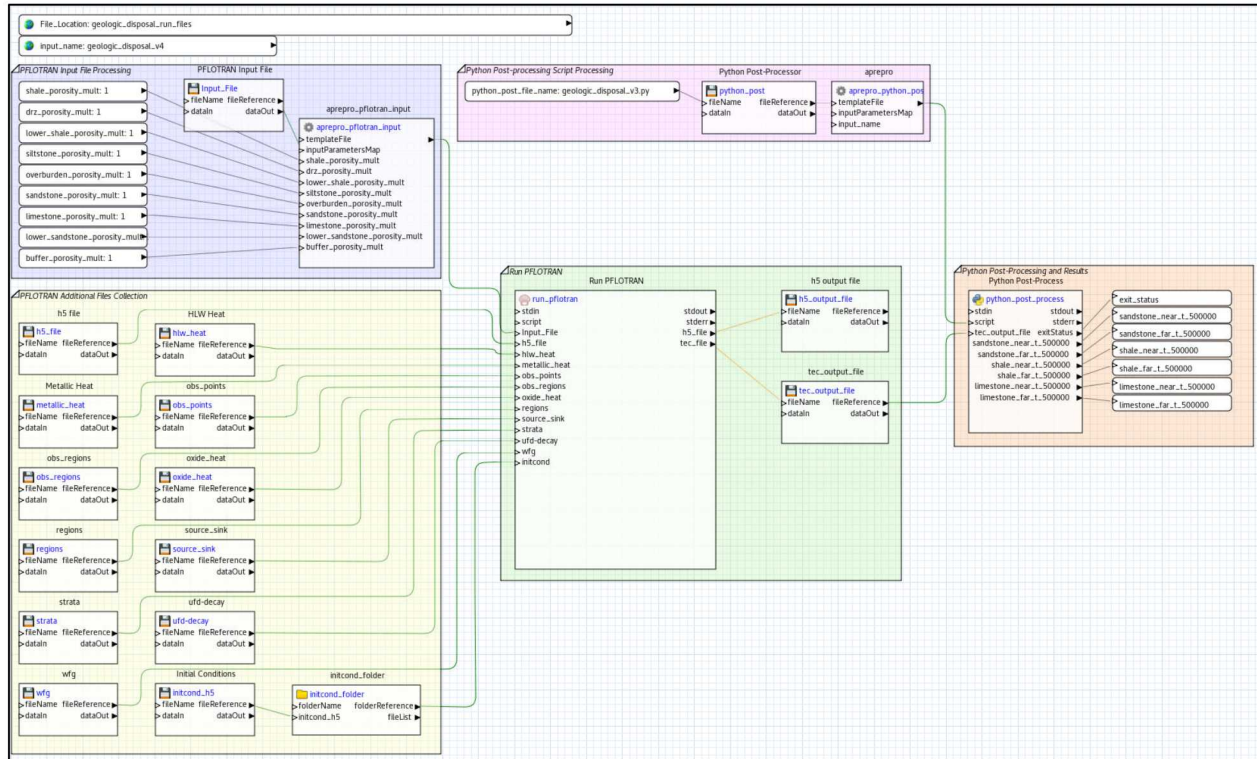 File_Location: geologic_disposal_run_files
input_name: geologic_disposal_v4
PFLOTRAN Input File Processing
shale_porosity_mult: 1
drz_porosity_mult: 1
lower_shale_porosity_mult: 1
siltstone_porosity_mult: 1
overburden_porosity_mult: 1
sandstone_porosity_mult: 1
limestone_porosity_mult: 1
lower_sandstone_porosity_mult
buffer_porosity_mult: 1
PFLOTRAN Input File
Input_File
fileName fileReference
dataIn dataOut
aprepro_pflotran_input
aprepro_pflotran_input
templateFile
inputParametersMap
shale_porosity_mult
drz_porosity_mult
lower_shale_porosity_mult
siltstone_porosity_mult
overburden_porosity_mult
sandstone_porosity_mult
limestone_porosity_mult
lower_sandstone_porosity_mult
buffer_porosity_mult
Python Post-processing Script Processing
python_post_file_name: geologic_disposal_v3.py
Python Post-Processor
python_post
fileName fileReference
dataIn dataOut
aprepro
aprepro_python_pos
templateFile
inputParametersMap
input_name
PFLOTRAN Additional Files Collection
h5 file
h5_file
fileName fileReference
dataIn dataOut
HLW Heat
hlw_heat
fileName fileReference
dataIn dataOut
Metallic Heat
metallic_heat
fileName fileReference
dataIn dataOut
obs_points
obs_points
fileName fileReference
dataIn dataOut
obs_regions
obs_regions
fileName fileReference
dataIn dataOut
oxide_heat
oxide_heat
fileName fileReference
dataIn dataOut
regions
regions
fileName fileReference
dataIn dataOut
source_sink
source_sink
fileName fileReference
dataIn dataOut
strata
strata
fileName fileReference
dataIn dataOut
ufd-decay
ufd-decay
fileName fileReference
dataIn dataOut
wfg
wfg
fileName fileReference
dataIn dataOut
Initial Conditions
initcond_h5
fileName fileReference
dataIn dataOut
initcond_folder
initcond_folder
folderName folderReference
initcond_h5 fileList
Run PFLOTRAN
Run PFLOTRAN
run_pflotran
stdin stdout
script stderr
Input_File h5_file
h5_file tec_file
hlw_heat
metallic_heat
obs_points
obs_regions
oxide_heat
regions
source_sink
strata
ufd-decay
wfg
initcond
h5 output file
h5_output_file
fileName fileReference
dataIn dataOut
tec_output_file
tec_output_file
fileName fileReference
dataIn dataOut
Python Post-Processing and Results
Python Post-Process
python_post_process
stdin stdout
script stderr
tec_output_file exitStatus
sandstone_near_t_500000
sandstone_far_t_500000
shale_near_t_500000
shale_far_t_500000
limestone_near_t_500000
limestone_far_t_500000
exit_status
sandstone_near_t_500000
sandstone_far_t_500000
shale_near_t_500000
shale_far_t_500000
limestone_near_t_500000
limestone_far_t_500000